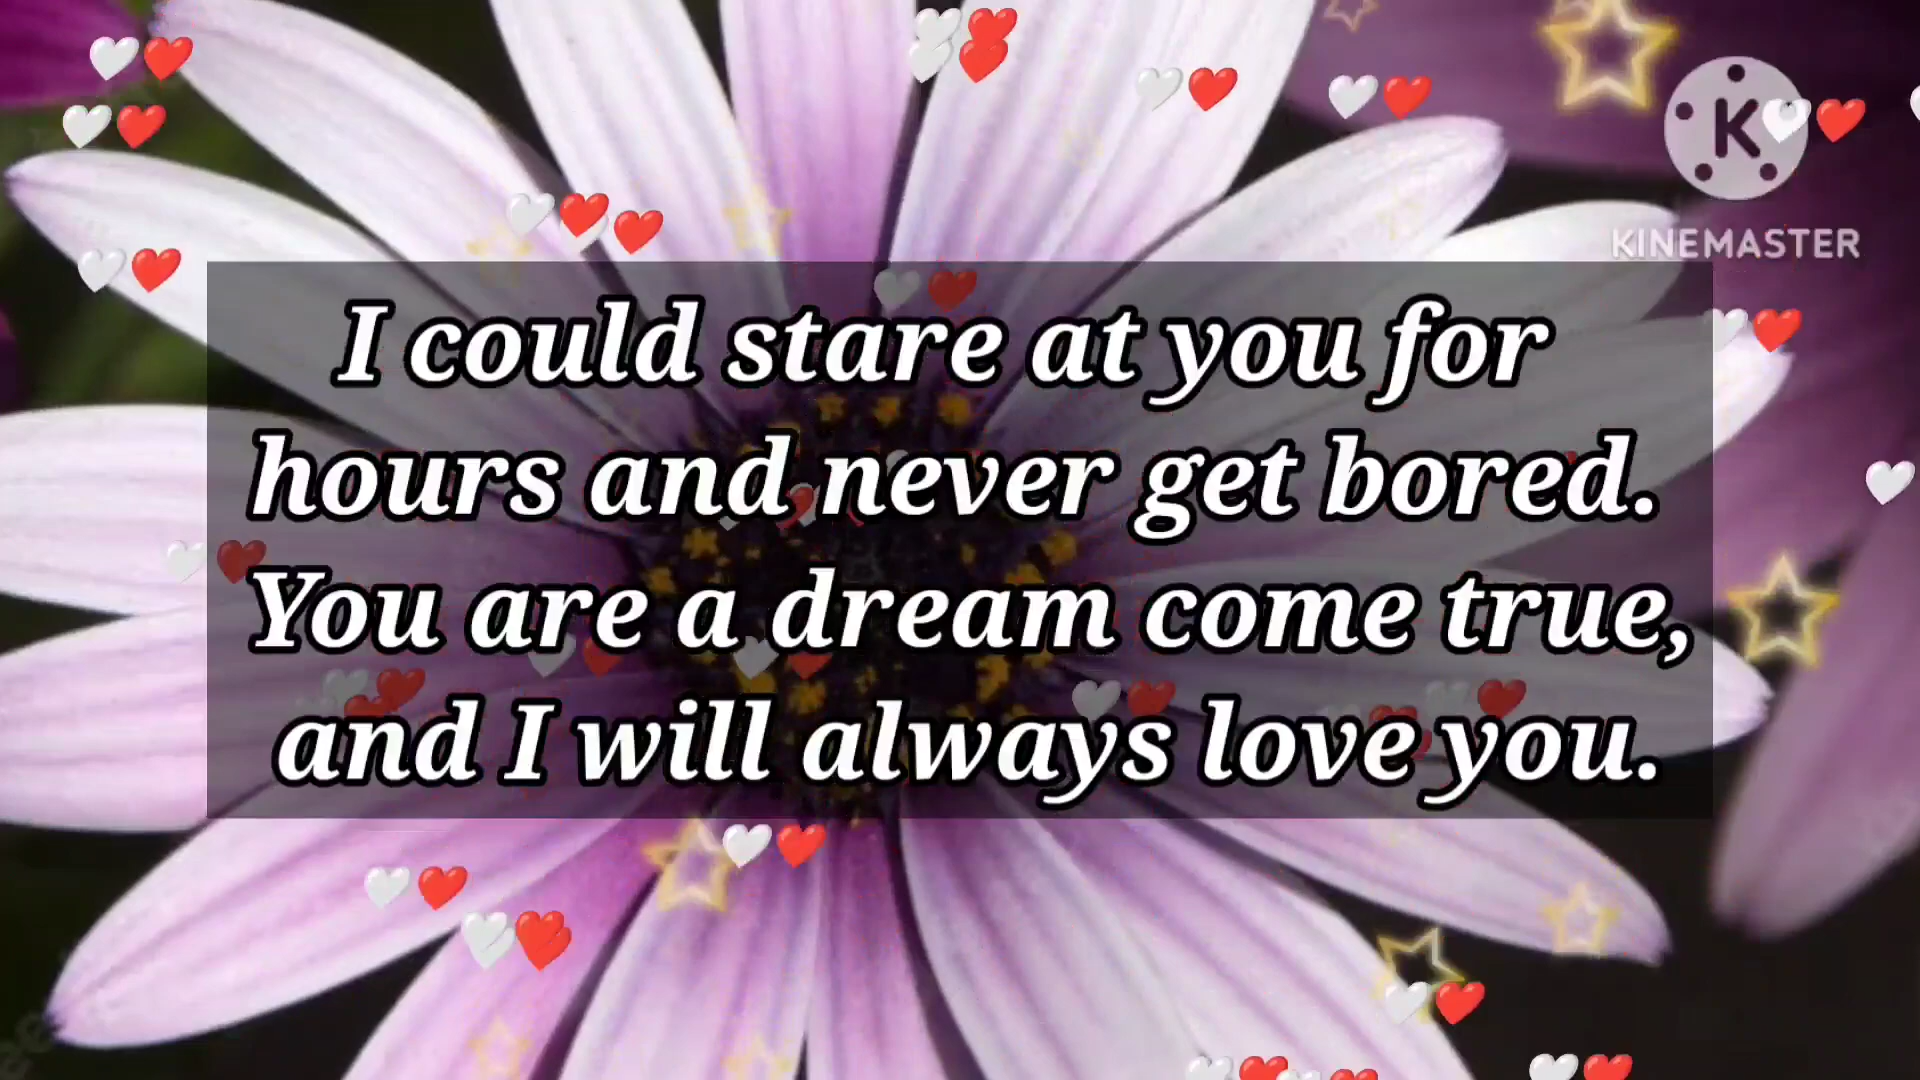 K
KINEMASTER
I could stare at you for
hours and never get bored.
You are a dream come true,
and I will always love you.